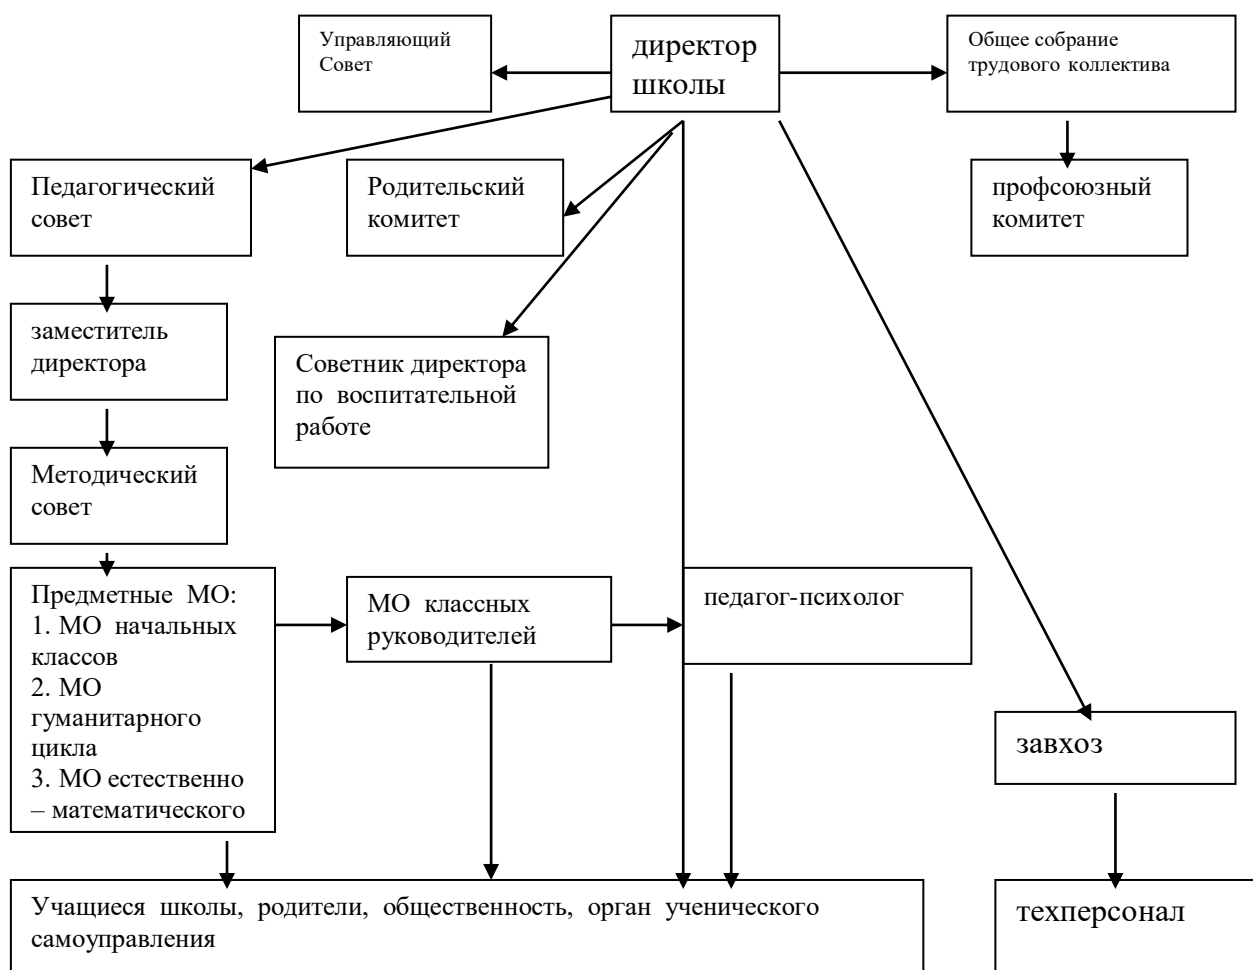 Управляющий
Совет
директор
школы
Общее собрание
трудового коллектива
Педагогический
совет
Родительский
комитет
профсоюзный
комитет
заместитель
директора
Советник директора
по воспитательной
работе
Методический
совет
Предметные МО:
1. МО начальных
классов
2. МО
гуманитарного
цикла
3. МО естественно
– математического
МО классных
руководителей
педагог-психолог
завхоз
Учащиеся школы, родители, общественность, орган ученического
самоуправления
техперсонал